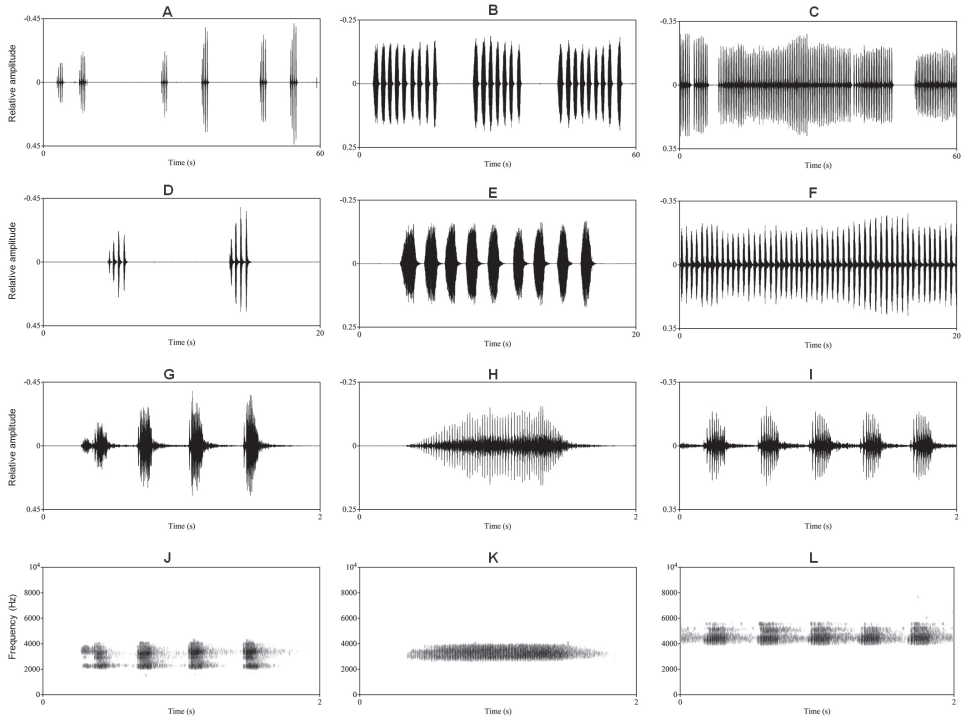 A
B
C
Relative amplitude
-0.45
0
0.45
0
60
Time (s)
-0.25
0
0.25
0
60
Time (s)
-0.35
0
0.35
0
60
Time (s)
D
E
F
Relative amplitude
-0.45
0
0.45
0
20
Time (s)
-0.25
0
0.25
0
20
Time (s)
-0.35
0
0.35
0
20
Time (s)
G
H
I
Relative amplitude
-0.45
0
0.45
0
2
Time (s)
-0.25
0
0.25
0
2
Time (s)
-0.35
0
0.35
0
2
Time (s)
J
K
L
Frequency (Hz)
10⁴
8000
6000
4000
2000
0
0
2
Time (s)
10⁴
8000
6000
4000
2000
0
0
2
Time (s)
10⁴
8000
6000
4000
2000
0
0
2
Time (s)